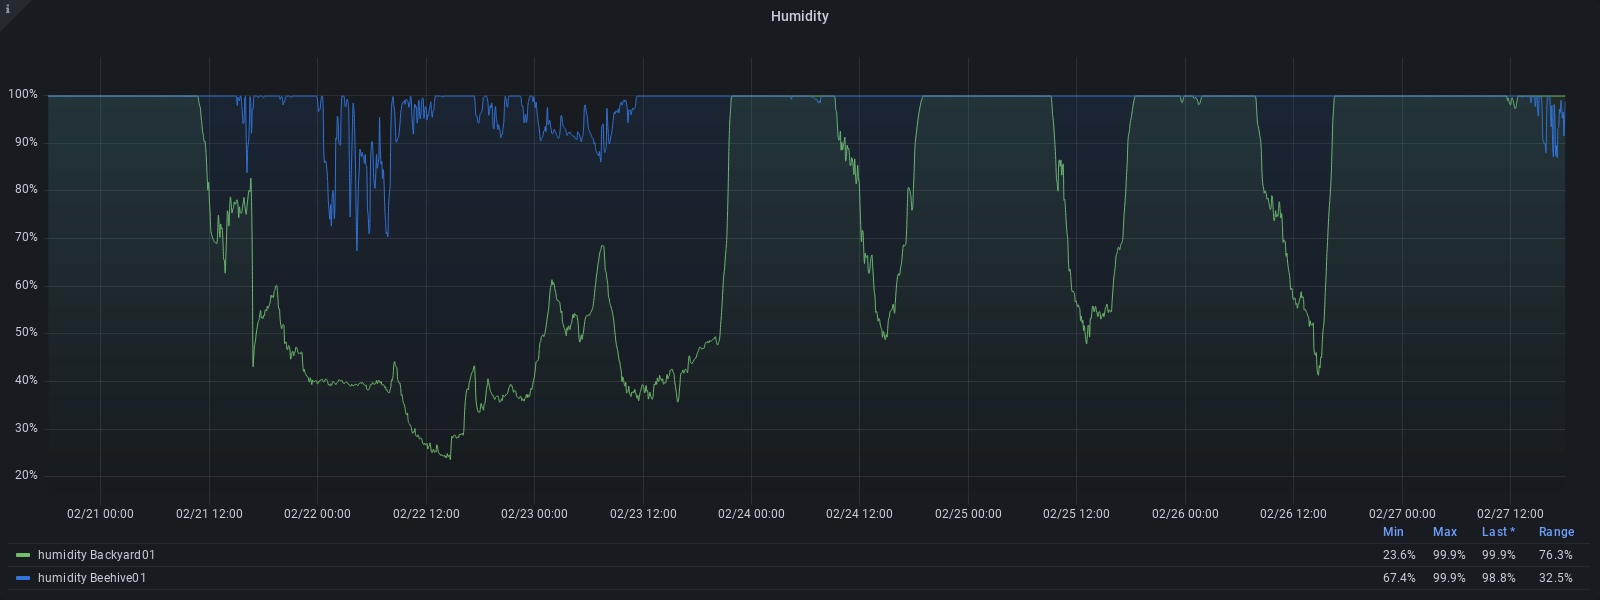 i
Humidity
100%
90%
80%
70%
60%
50%
40%
30%
20%
02/21 00:00 02/21 12:00 02/22 00:00 02/22 12:00 02/23 00:00 02/23 12:00 02/24 00:00 02/24 12:00 02/25 00:00 02/25 12:00 02/26 00:00 02/26 12:00 02/27 00:00 02/27 12:00
Min Max Last * Range
humidity Backyard01 23.6% 99.9% 99.9% 76.3%
humidity Beehive01 67.4% 99.9% 98.8% 32.5%